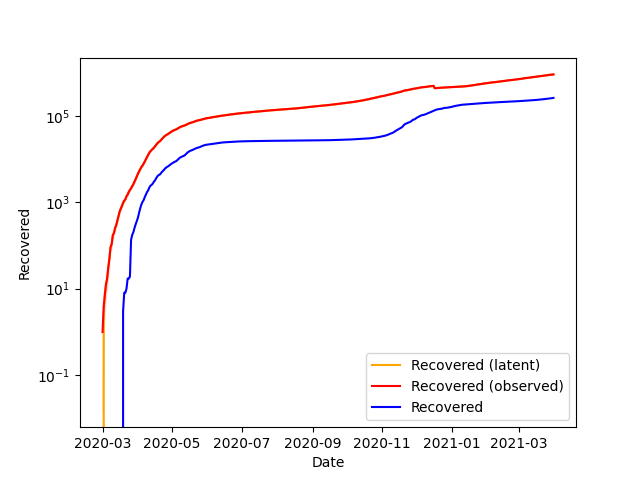 10^5
10^3
10^1
10^-1
Recovered
2020-03 2020-05 2020-07 2020-09 2020-11 2021-01 2021-03
Date
Recovered (latent)
Recovered (observed)
Recovered